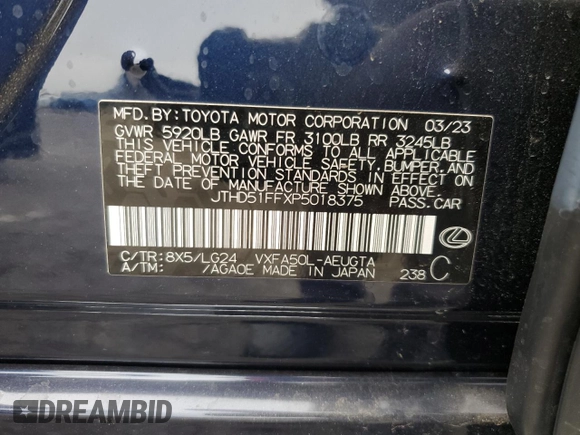 MFD.BY:TOYOTA MOTOR CORPORATION 03/23
GVWR 5920LB GAWR FR 3100LB RR 3245LB
THIS VEHICLE CONFORMS TO ALL APPLICABLE
FEDERAL MOTOR VEHICLE SAFETY,BUMPER,AND
THEFT PREVENTION STANDARDS IN EFFECT ON
THE DATE OF MANUFACTURE SHOWN ABOVE.
JTHD51FFXP5018375 PASS.CAR
C/TR:8X5/LG24 VXFA50L-AEUGTA
A/TM: /AGA0E MADE IN JAPAN 238 C
DREAMBID